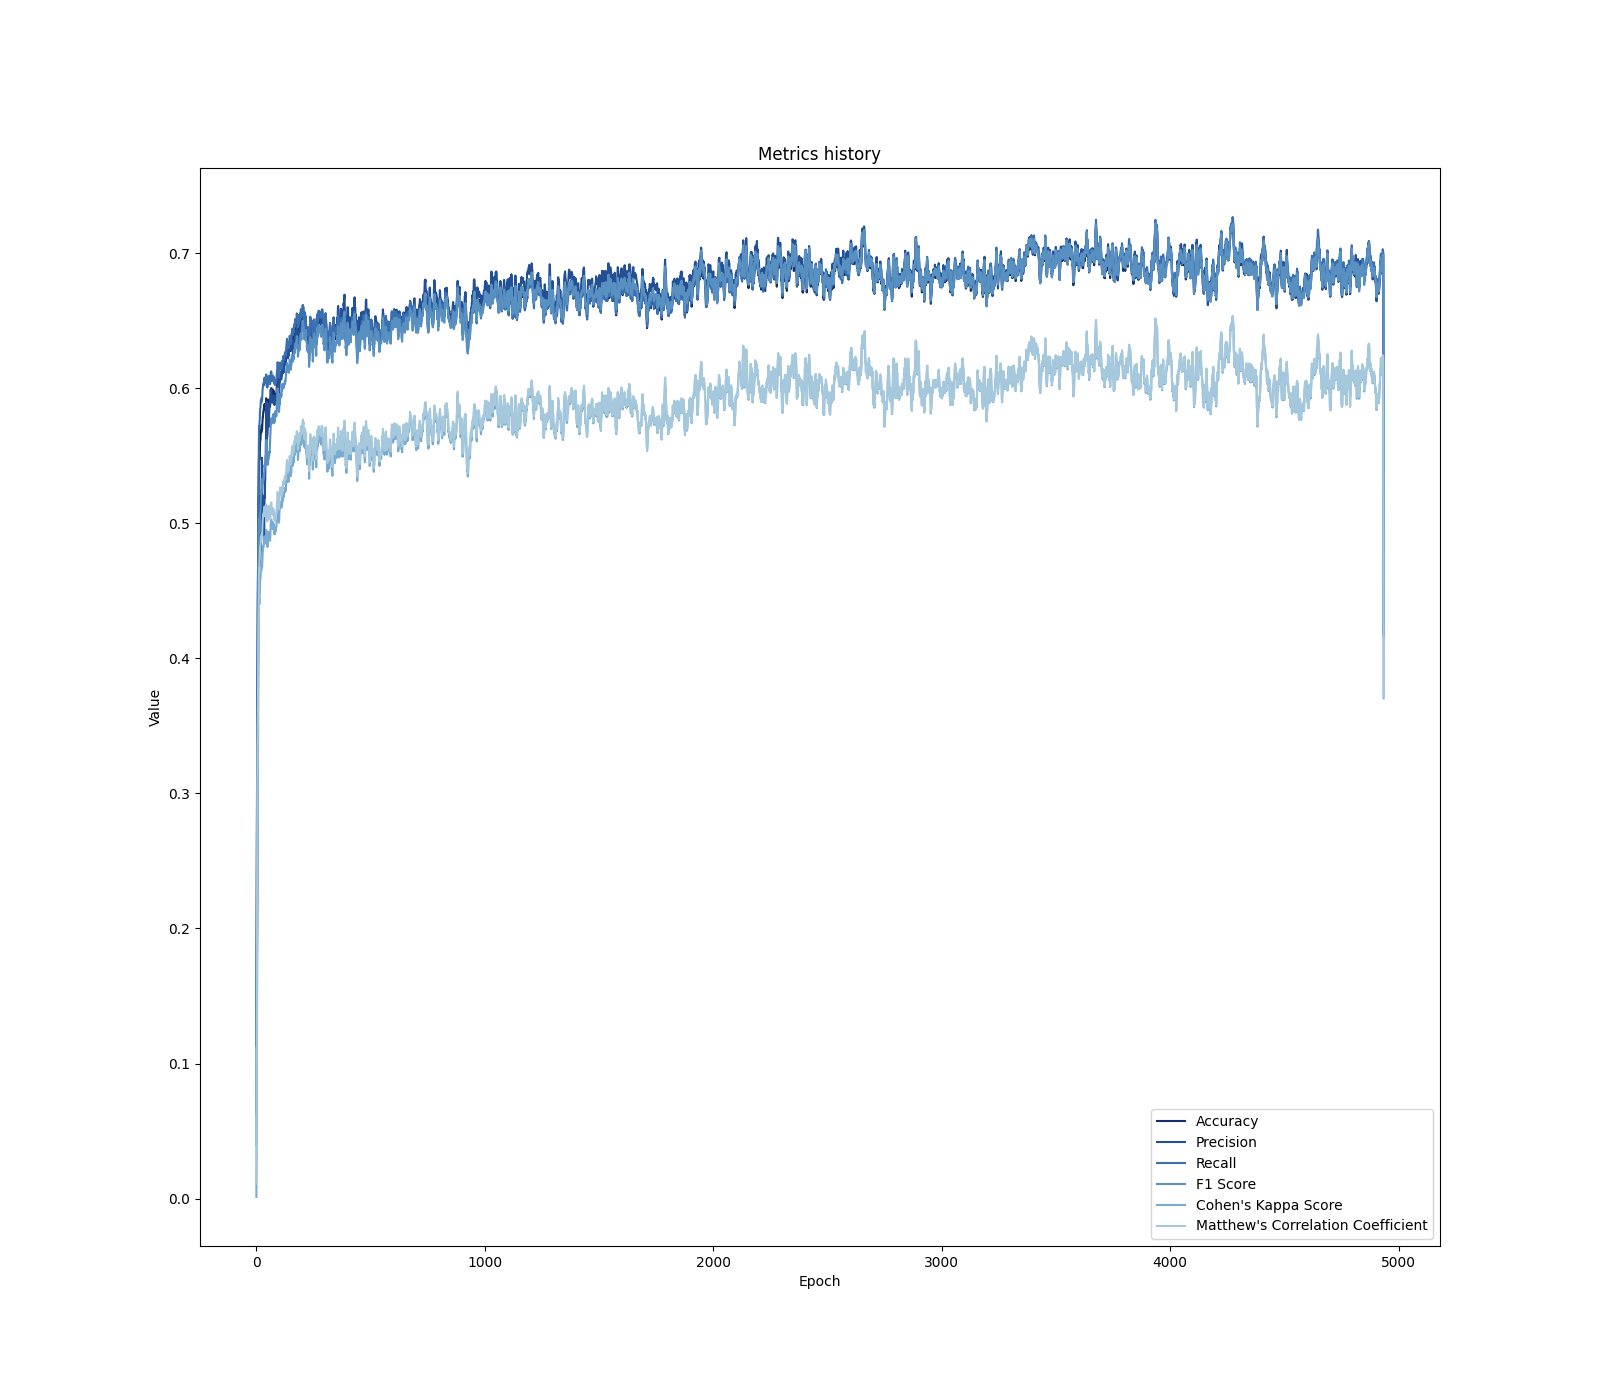 Metrics history
0.7
0.6
0.5
0.4
0.3
0.2
0.1
0.0
Value
0 1000 2000 3000 4000 5000
Epoch
Accuracy
Precision
Recall
F1 Score
Cohen's Kappa Score
Matthew's Correlation Coefficient